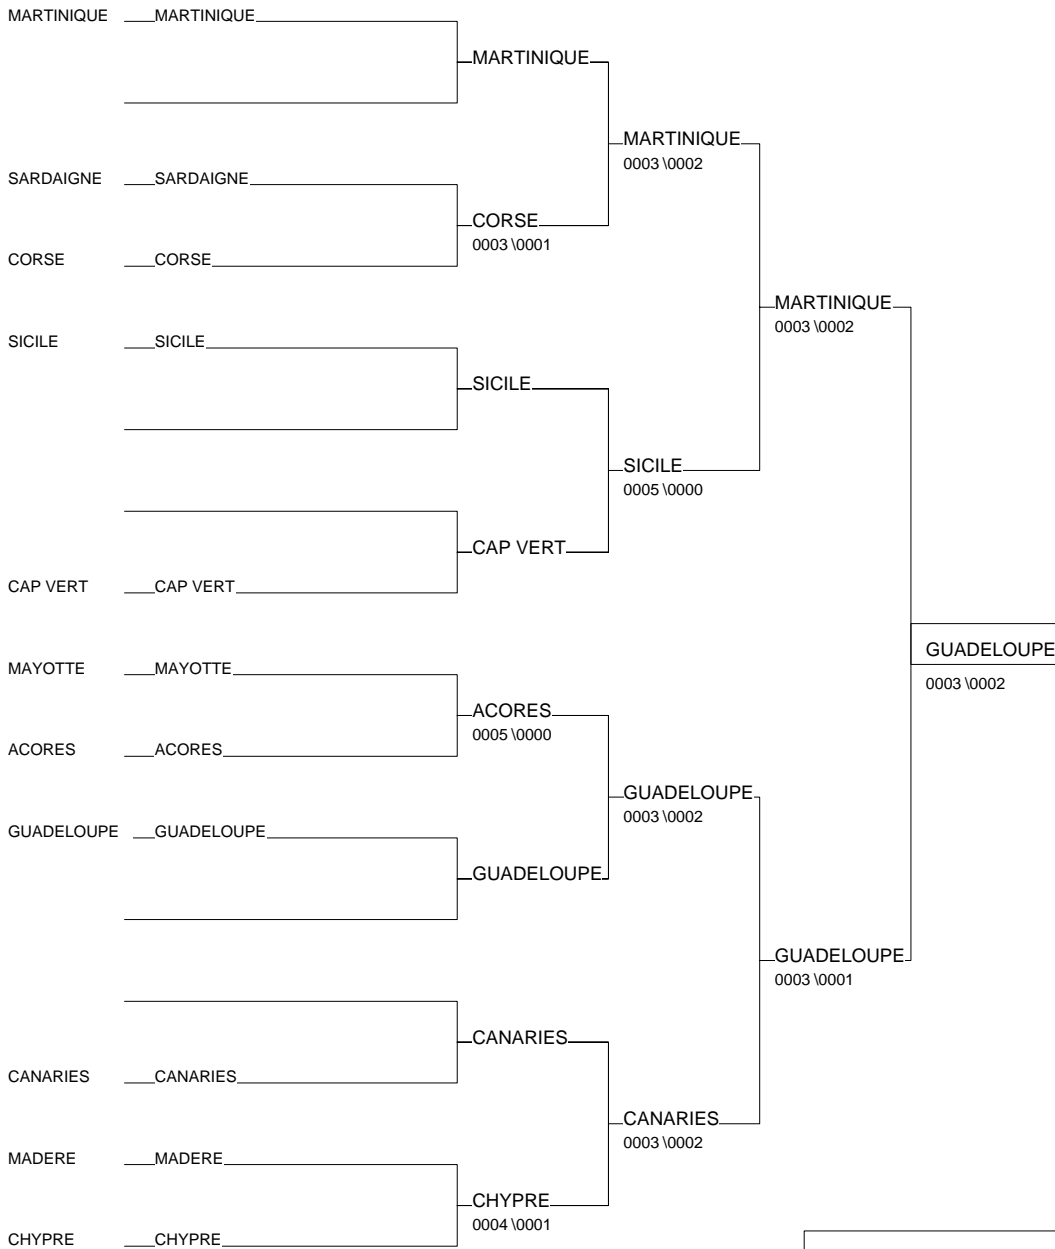 MARTINIQUE MARTINIQUE
MARTINIQUE
MARTINIQUE
0003 \0002
SARDAIGNE SARDAIGNE
CORSE
0003 \0001
CORSE CORSE
MARTINIQUE
0003 \0002
SICILE SICILE
SICILE
SICILE
0005 \0000
CAP VERT
CAP VERT CAP VERT
GUADELOUPE
0003 \0002
MAYOTTE MAYOTTE
ACORES
0005 \0000
ACORES ACORES
GUADELOUPE
0003 \0002
GUADELOUPE GUADELOUPE
GUADELOUPE
GUADELOUPE
0003 \0001
CANARIES
CANARIES CANARIES
CANARIES
0003 \0002
MADERE MADERE
CHYPRE
0004 \0001
CHYPRE CHYPRE